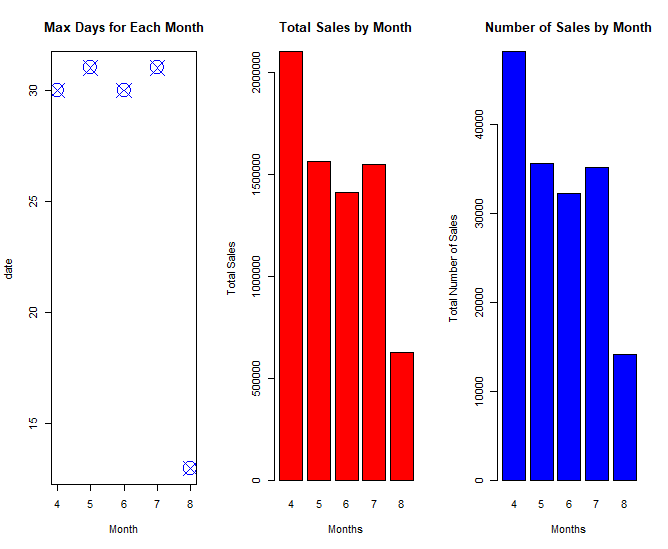 Max Days for Each Month
date
30
25
20
15
4 5 6 7 8
Month
Total Sales by Month
Total Sales
2000000
1500000
1000000
500000
0
4 5 6 7 8
Months
Number of Sales by Month
Total Number of Sales
40000
30000
20000
10000
0
4 5 6 7 8
Months